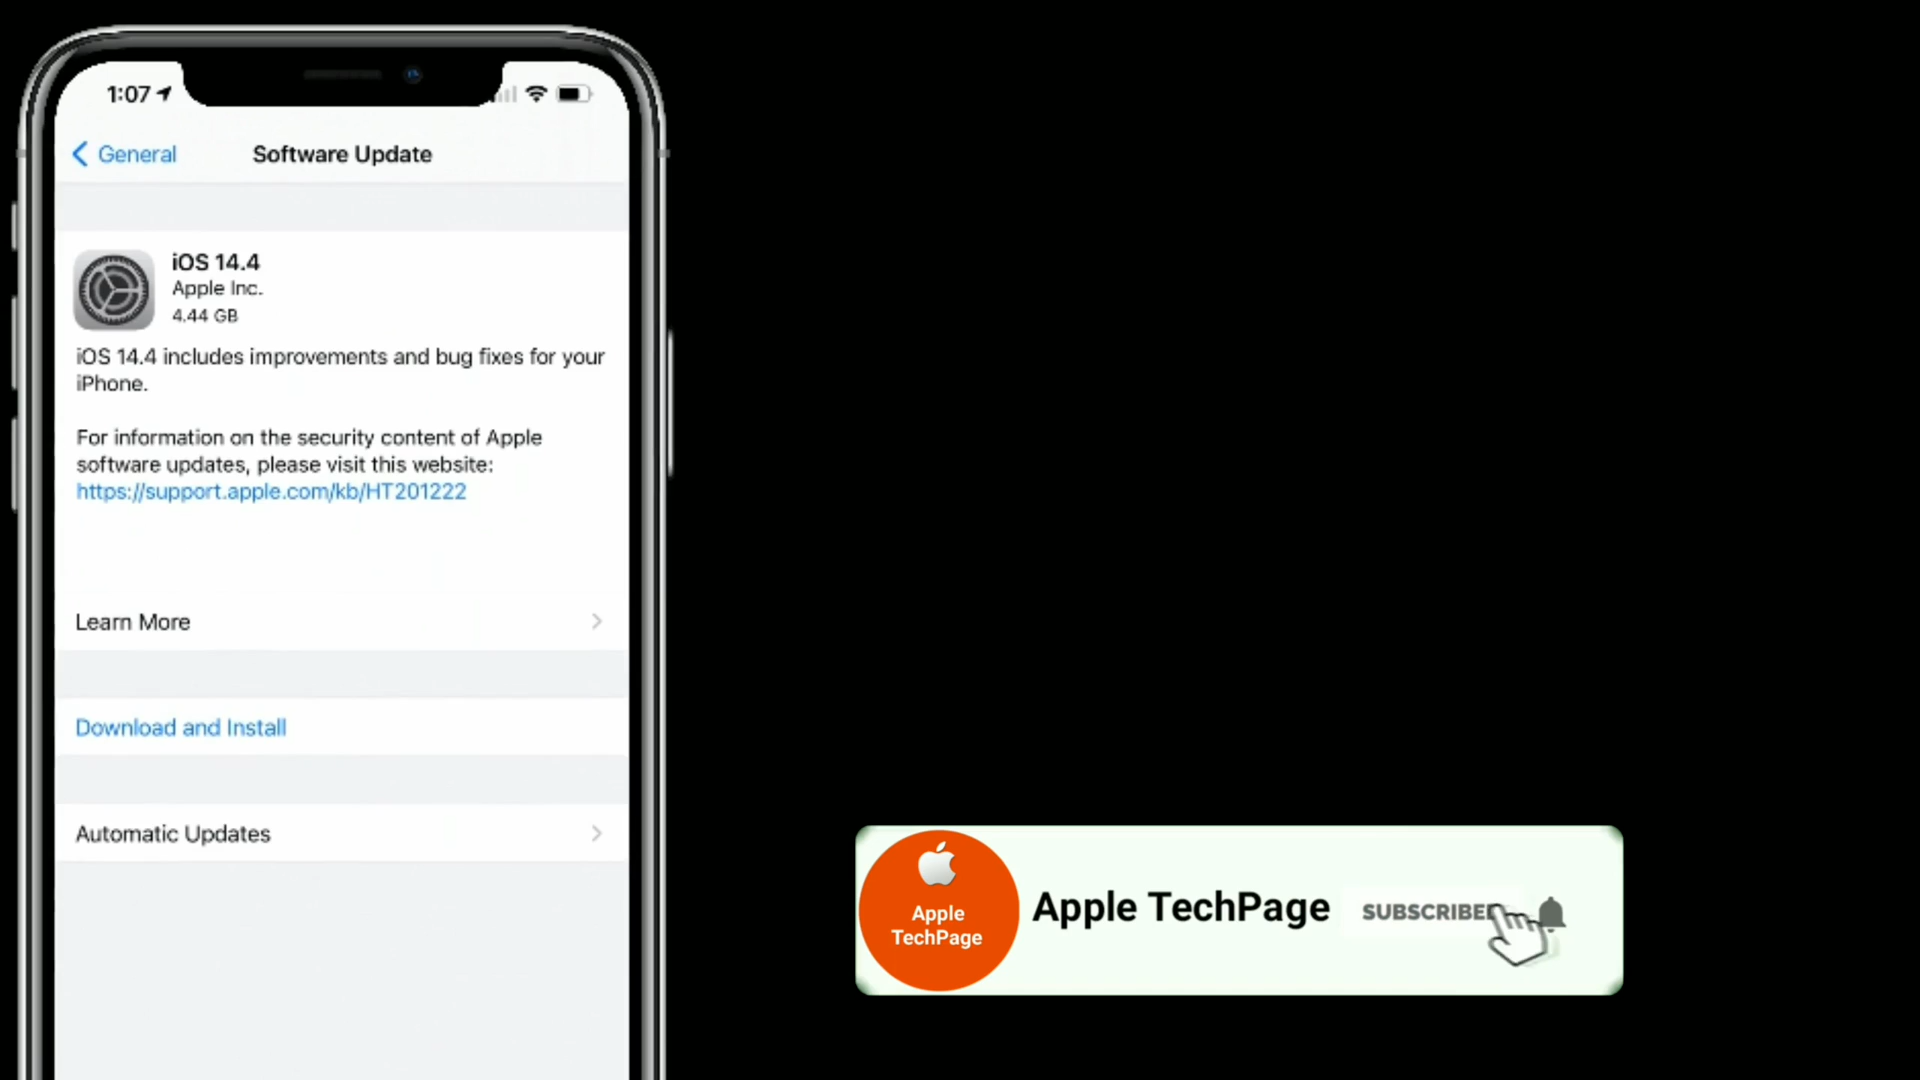 1:07
General
Software Update
iOS 14.4
Apple Inc.
4.44 GB
iOS 14.4 includes improvements and bug fixes for your
iPhone.
For information on the security content of Apple
software updates, please visit this website:
https://support.apple.com/kb/HT201222
Learn More
Download and Install
Automatic Updates
Apple
TechPage
Apple TechPage
SUBSCRIBED